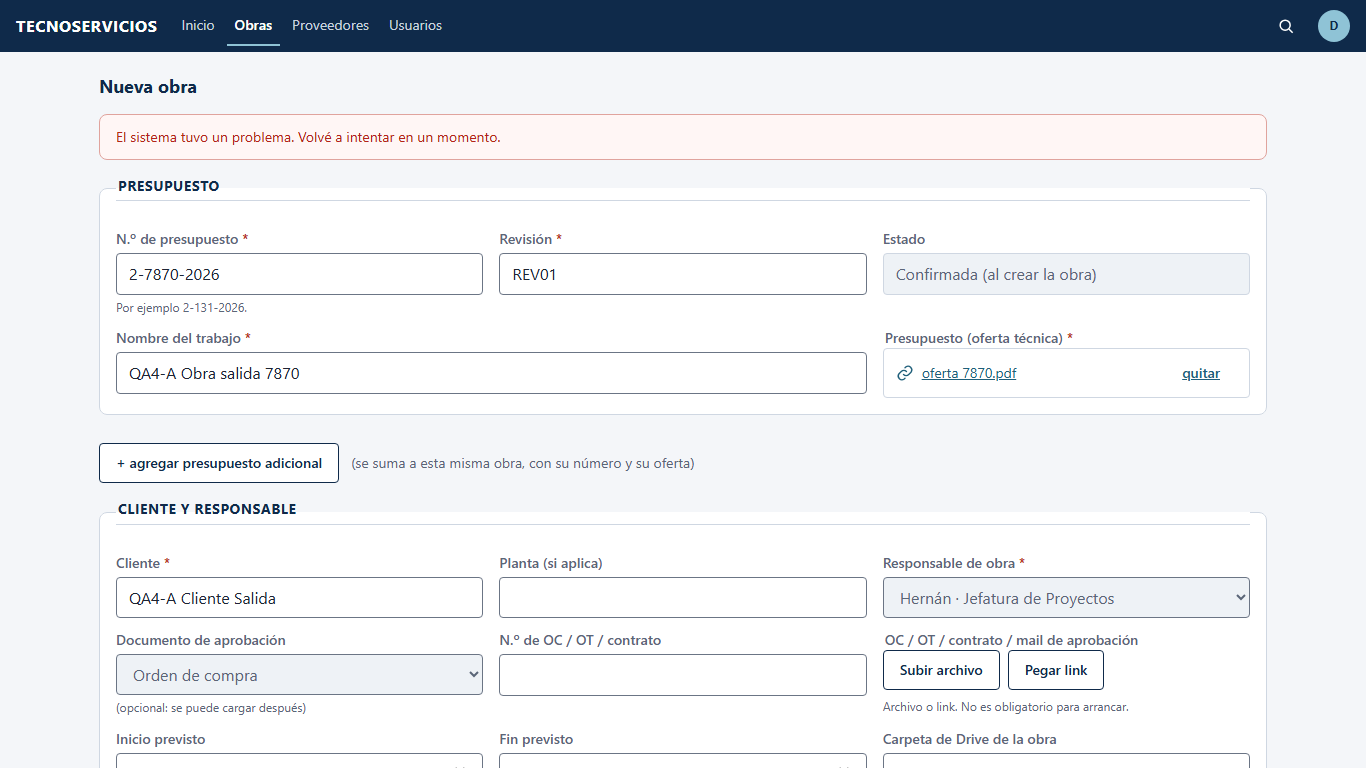 TECNOSERVICIOS Inicio Obras Proveedores Usuarios D
Nueva obra
El sistema tuvo un problema. Volvé a intentar en un momento.
PRESUPUESTO
N.º de presupuesto * Revisión * Estado
2-7870-2026 REV01 Confirmada (al crear la obra)
Por ejemplo 2-131-2026.
Nombre del trabajo * Presupuesto (oferta técnica) *
QA4-A Obra salida 7870 oferta 7870.pdf quitar
+ agregar presupuesto adicional (se suma a esta misma obra, con su número y su oferta)
CLIENTE Y RESPONSABLE
Cliente * Planta (si aplica) Responsable de obra *
QA4-A Cliente Salida Hernán · Jefatura de Proyectos
Documento de aprobación N.º de OC / OT / contrato OC / OT / contrato / mail de aprobación
Orden de compra Subir archivo Pegar link
(opcional: se puede cargar después) Archivo o link. No es obligatorio para arrancar.
Inicio previsto Fin previsto Carpeta de Drive de la obra